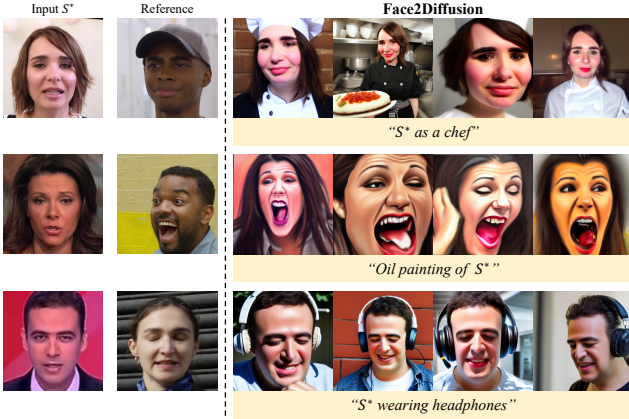 Input S*
Reference
Face2Diffusion
“S* as a chef”
“Oil painting of S*”
“S* wearing headphones”